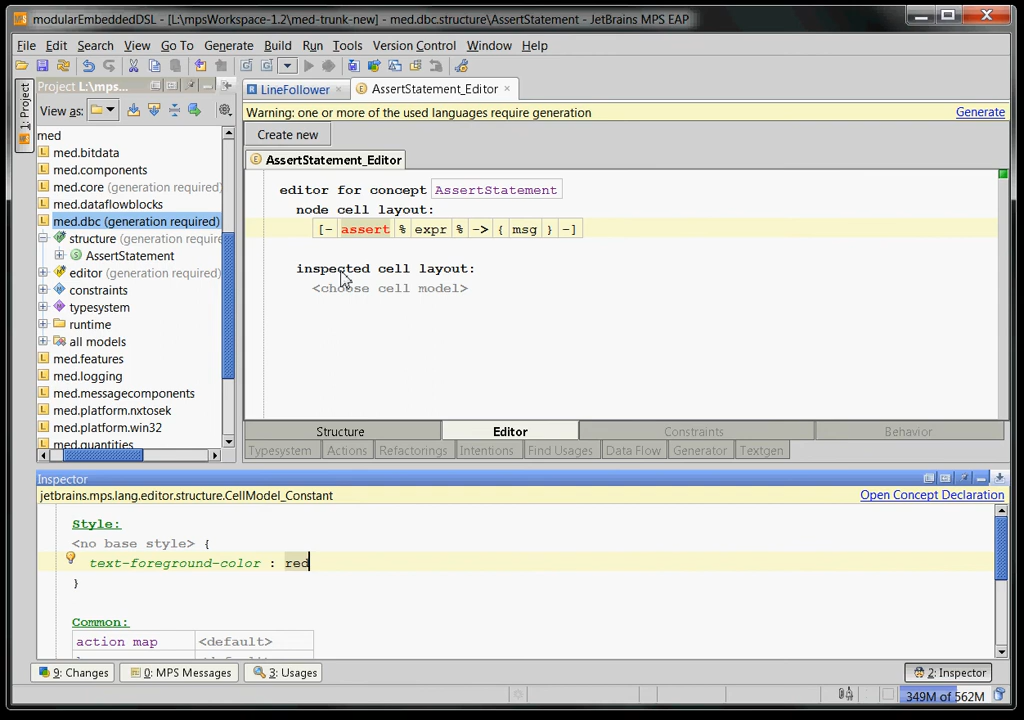 modularEmbeddedDSL - [L:\mpsWorkspace-1.2\med-trunk-new] - med.dbc.structure\AssertStatement - JetBrains MPS EAP
File Edit Search View Go To Generate Build Run Tools Version Control Window Help
1: Project
Project L:\mps...
View as:
med
med.bitdata
med.components
med.core (generation required)
med.dataflowblocks
med.dbc (generation required)
structure (generation require
AssertStatement
editor (generation required)
constraints
typesystem
runtime
all models
med.features
med.logging
med.messagecomponents
med.platform.nxtosek
med.platform.win32
med.quantities
LineFollower AssertStatement_Editor
Warning: one or more of the used languages require generation Generate
Create new
AssertStatement_Editor
editor for concept AssertStatement
node cell layout:
[- assert % expr % -> { msg } -]
inspected cell layout:
<choose cell model>
Structure Editor Constraints Behavior
Typesystem Actions Refactorings Intentions Find Usages Data Flow Generator Textgen
Inspector
jetbrains.mps.lang.editor.structure.CellModel_Constant Open Concept Declaration
Style:
<no base style> {
text-foreground-color : red
}
Common:
action map <default>
9: Changes 0: MPS Messages 3: Usages 2: Inspector
349M of 562M